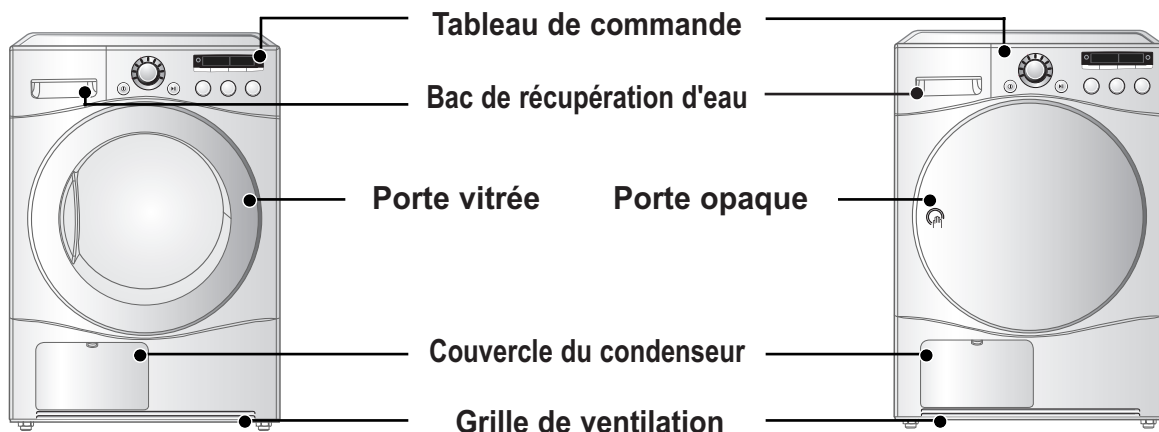 Tableau de commande
Bac de récupération d'eau
Porte vitrée
Porte opaque
Couvercle du condenseur
Grille de ventilation